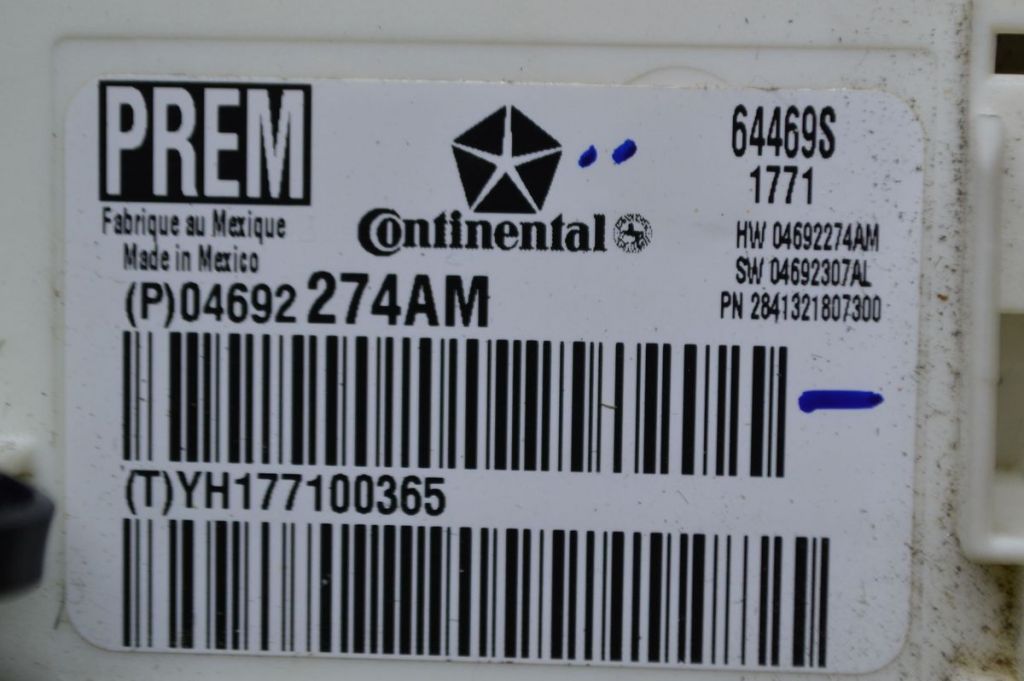 PREM
Fabrique au Mexique
Made in Mexico
Continental
64469S
1771
HW 04692274AM
SW 04692307AL
PN 2841321807300
(P)04692 274AM
(T)YH177100365